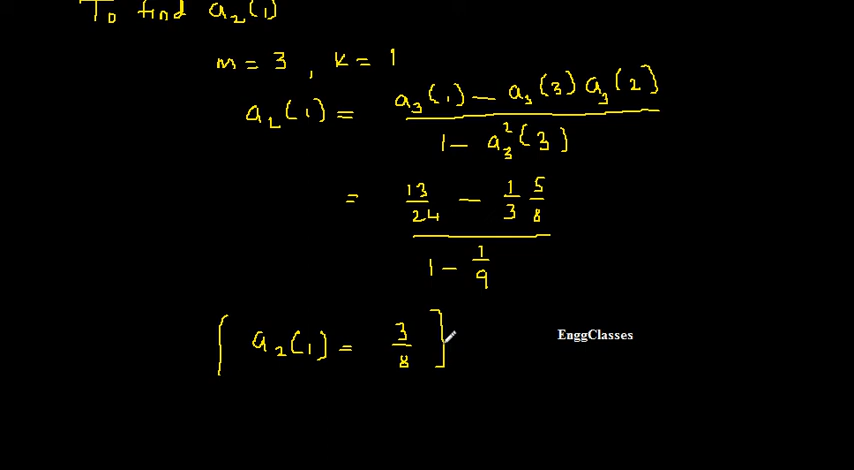 To find a₂(1)
m = 3 , k = 1
a₂(1) = (a₃(1) - a₃(3) a₃(2)) / (1 - a₃²(3))
= (13/24 - 1/3 5/8) / (1 - 1/9)
[ a₂(1) = 3/8 ]
EnggClasses